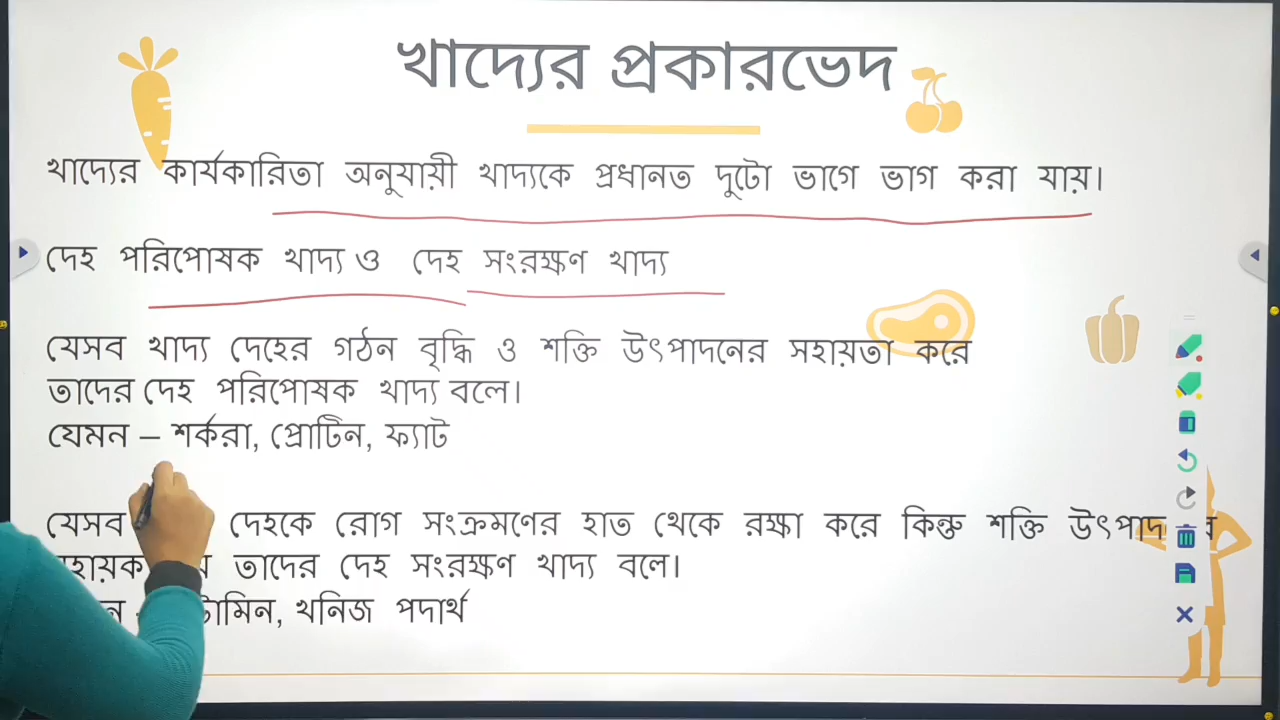 খাদ্যের প্রকারভেদ
খাদ্যের কার্যকারিতা অনুযায়ী খাদ্যকে প্রধানত দুটো ভাগে ভাগ করা যায়।
দেহ পরিপোষক খাদ্য ও দেহ সংরক্ষণ খাদ্য
যেসব খাদ্য দেহের গঠন বৃদ্ধি ও শক্তি উৎপাদনের সহায়তা করে
তাদের দেহ পরিপোষক খাদ্য বলে।
যেমন – শর্করা, প্রোটিন, ফ্যাট
যেসব দেহকে রোগ সংক্রমণের হাত থেকে রক্ষা করে কিন্তু শক্তি
তাদের দেহ সংরক্ষণ খাদ্য বলে।
খনিজ পদার্থ